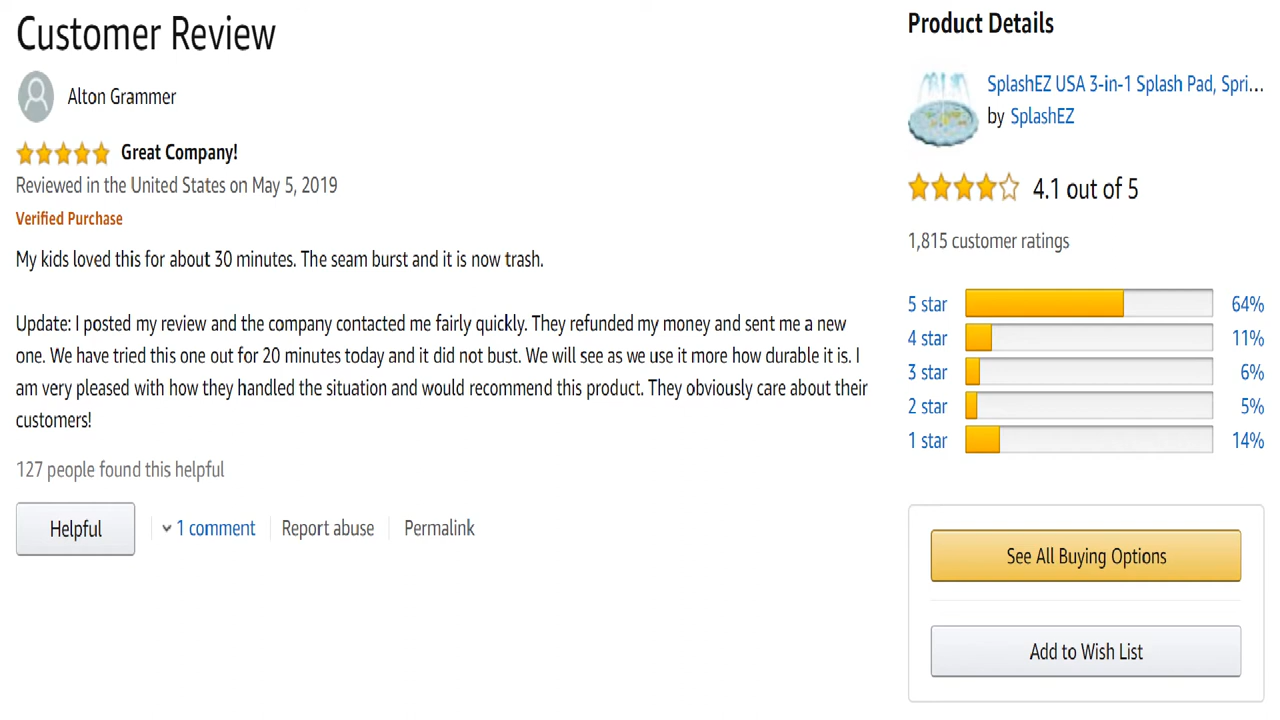 Customer Review
Alton Grammer
Great Company!
Reviewed in the United States on May 5, 2019
Verified Purchase
My kids loved this for about 30 minutes. The seam burst and it is now trash.
Update: I posted my review and the company contacted me fairly quickly. They refunded my money and sent me a new
one. We have tried this one out for 20 minutes today and it did not bust. We will see as we use it more how durable it is. I
am very pleased with how they handled the situation and would recommend this product. They obviously care about their
customers!
127 people found this helpful
Helpful
1 comment
Report abuse
Permalink
Product Details
SplashEZ USA 3-in-1 Splash Pad, Spri...
by SplashEZ
4.1 out of 5
1,815 customer ratings
5 star 64%
4 star 11%
3 star 6%
2 star 5%
1 star 14%
See All Buying Options
Add to Wish List